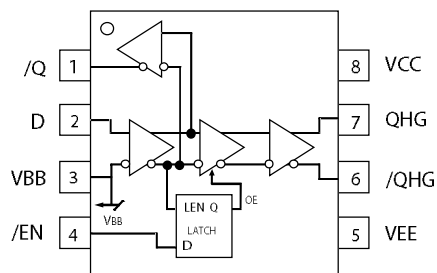 /Q 1 8 VCC
D 2 7 QHG
VBB 3 6 /QHG
VBB
LEN Q OE
LATCH
/EN 4 D 5 VEE